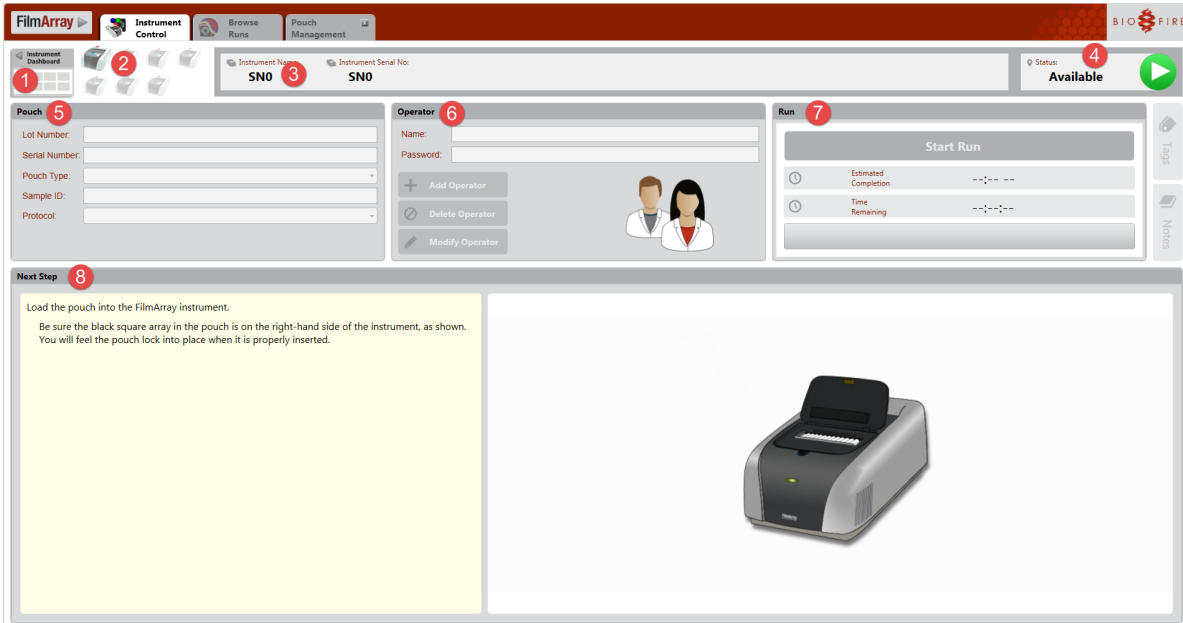 FilmArray
Instrument
Control
Browse
Runs
Pouch
Management
BIO FIRE
Instrument
Dashboard
1
2
Instrument Name:
SN0
3
Instrument Serial No:
SN0
Status:
Available
4
Pouch 5
Lot Number:
Serial Number:
Pouch Type:
Sample ID:
Protocol:
Operator 6
Name:
Password:
Add Operator
Delete Operator
Modify Operator
Run 7
Start Run
Estimated
Completion
--:-- --
Time
Remaining
--:--:--
Tags
Notes
Next Step 8
Load the pouch into the FilmArray instrument.
Be sure the black square array in the pouch is on the right-hand side of the instrument, as shown.
You will feel the pouch lock into place when it is properly inserted.